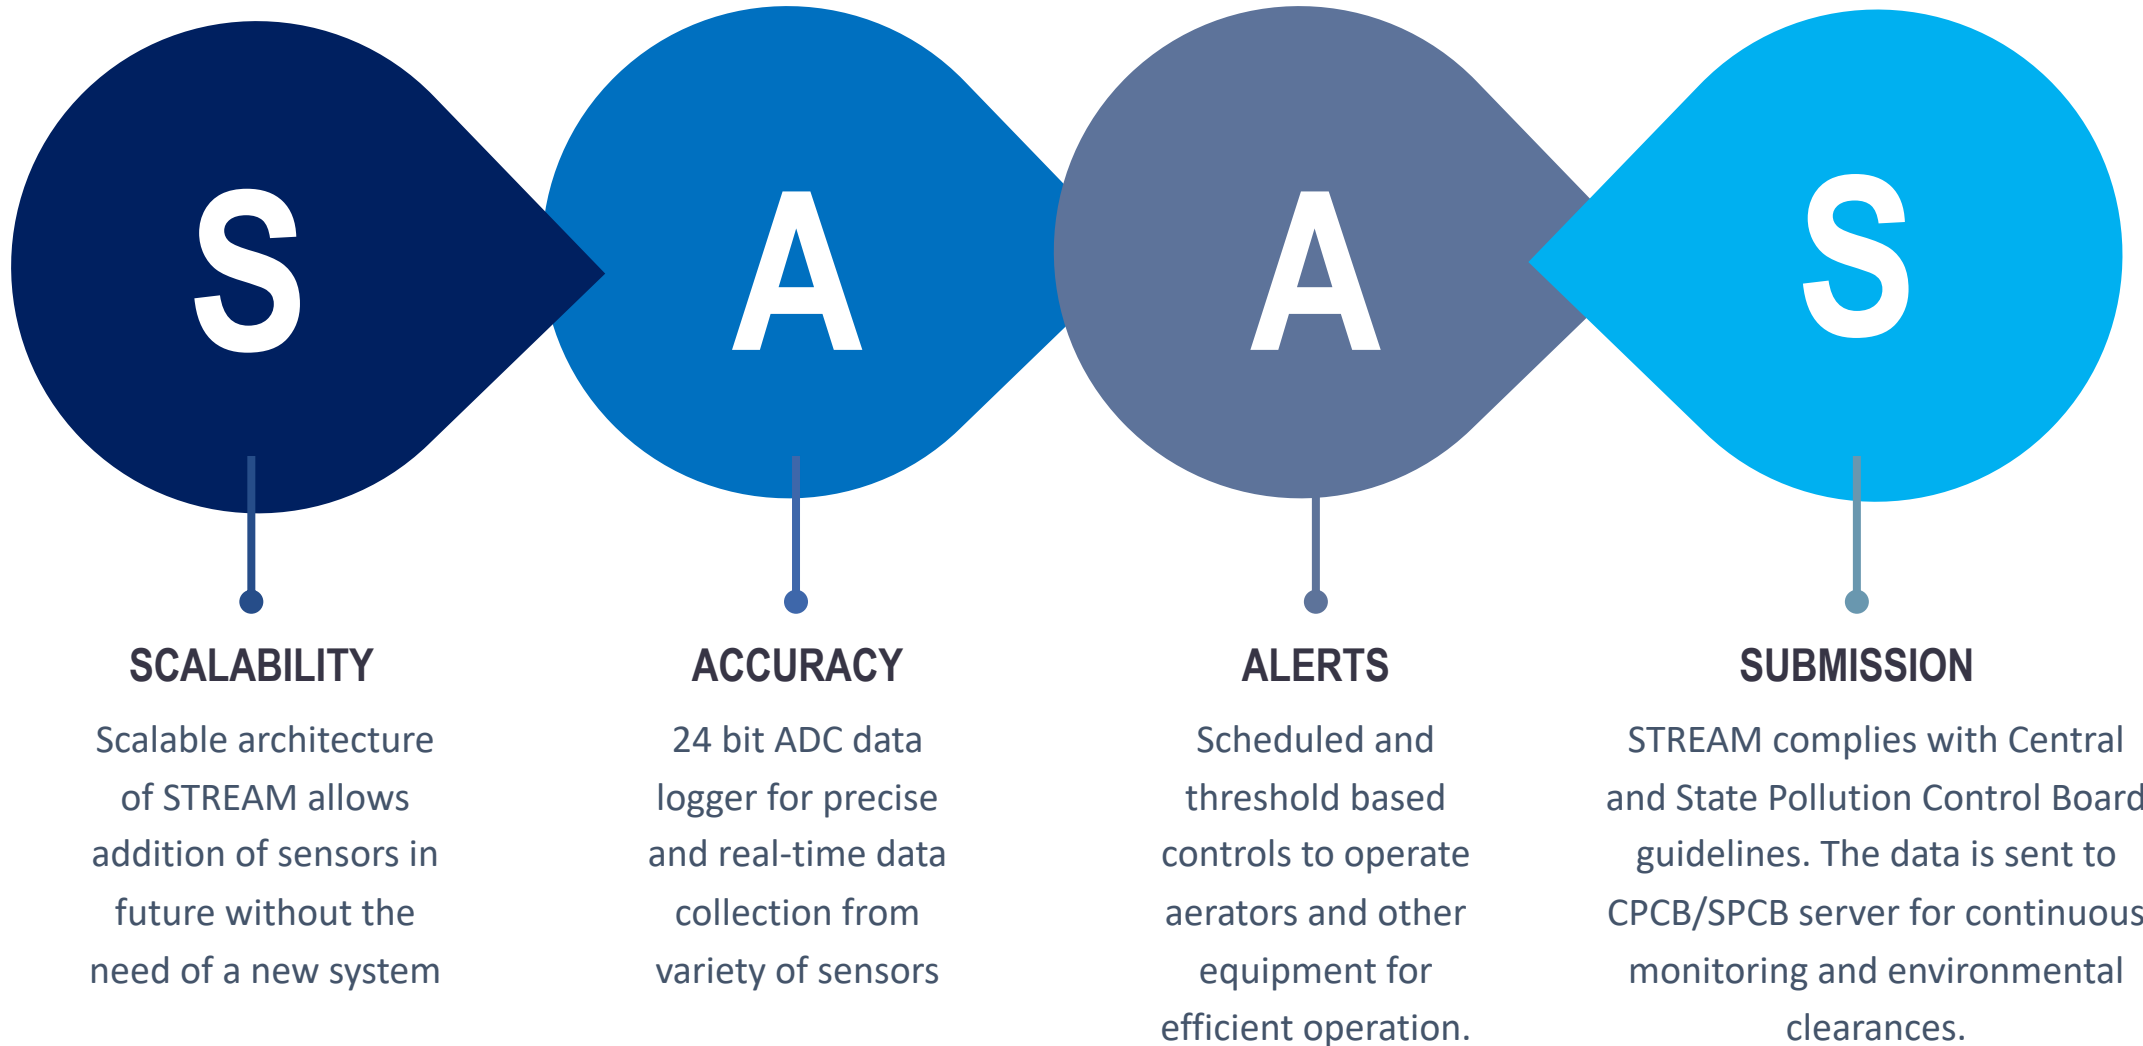 S
A
A
S
SCALABILITY
Scalable architecture
of STREAM allows
addition of sensors in
future without the
need of a new system
ACCURACY
24 bit ADC data
logger for precise
and real-time data
collection from
variety of sensors
ALERTS
Scheduled and
threshold based
controls to operate
aerators and other
equipment for
efficient operation.
SUBMISSION
STREAM complies with Central
and State Pollution Control Board
guidelines. The data is sent to
CPCB/SPCB server for continuous
monitoring and environmental
clearances.